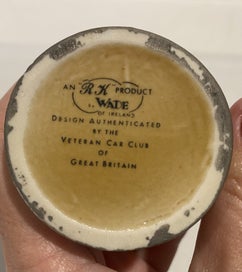 AN "RK" PRODUCT
by WADE
OF IRELAND
DESIGN AUTHENTICATED
BY THE
VETERAN CAR CLUB
OF
GREAT BRITAIN